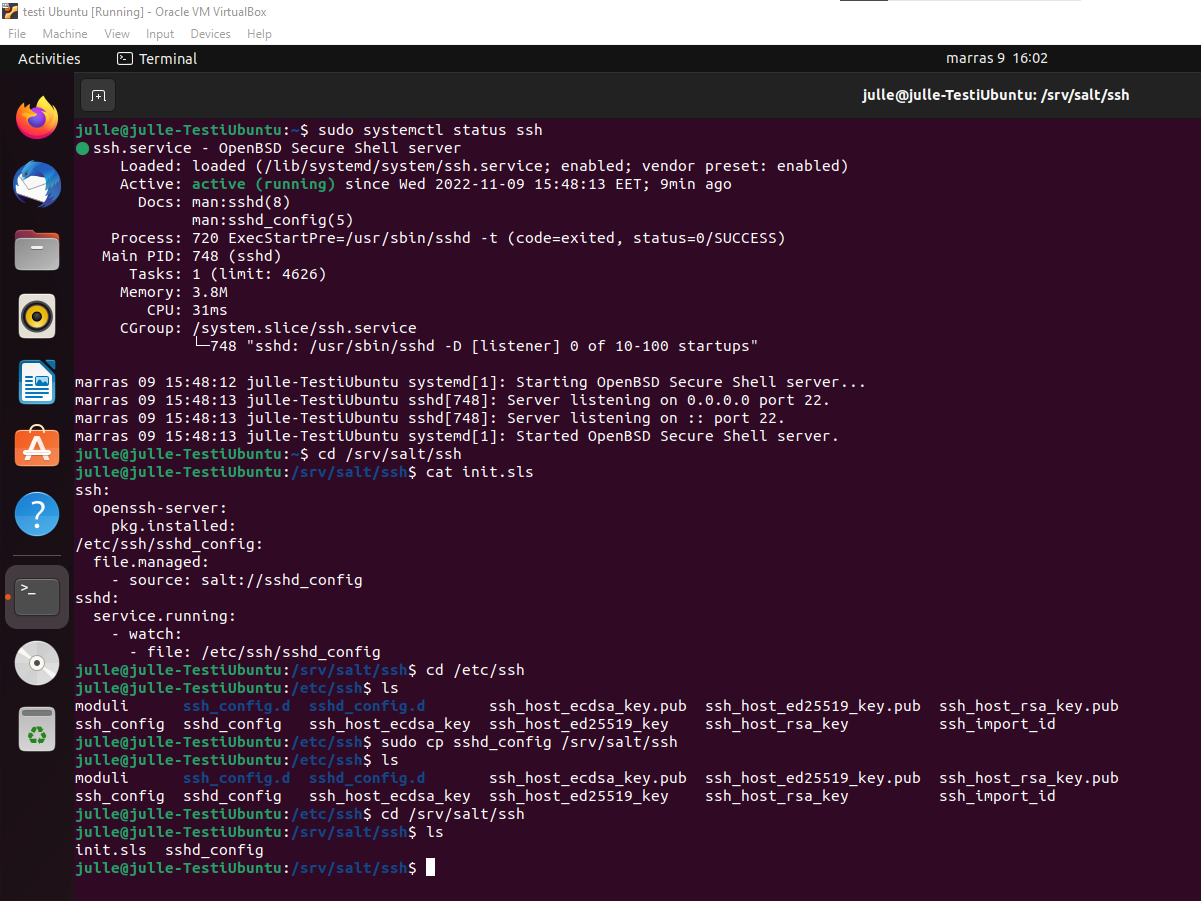 testi Ubuntu [Running] - Oracle VM VirtualBox
File Machine View Input Devices Help
Activities Terminal marras 9 16:02
julle@julle-TestiUbuntu: /srv/salt/ssh
julle@julle-TestiUbuntu:~$ sudo systemctl status ssh
ssh.service - OpenBSD Secure Shell server
Loaded: loaded (/lib/systemd/system/ssh.service; enabled; vendor preset: enabled)
Active: active (running) since Wed 2022-11-09 15:48:13 EET; 9min ago
Docs: man:sshd(8)
man:sshd_config(5)
Process: 720 ExecStartPre=/usr/sbin/sshd -t (code=exited, status=0/SUCCESS)
Main PID: 748 (sshd)
Tasks: 1 (limit: 4626)
Memory: 3.8M
CPU: 31ms
CGroup: /system.slice/ssh.service
└─748 "sshd: /usr/sbin/sshd -D [listener] 0 of 10-100 startups"
marras 09 15:48:12 julle-TestiUbuntu systemd[1]: Starting OpenBSD Secure Shell server...
marras 09 15:48:13 julle-TestiUbuntu sshd[748]: Server listening on 0.0.0.0 port 22.
marras 09 15:48:13 julle-TestiUbuntu sshd[748]: Server listening on :: port 22.
marras 09 15:48:13 julle-TestiUbuntu systemd[1]: Started OpenBSD Secure Shell server.
julle@julle-TestiUbuntu:~$ cd /srv/salt/ssh
julle@julle-TestiUbuntu:/srv/salt/ssh$ cat init.sls
ssh:
  openssh-server:
    pkg.installed:
/etc/ssh/sshd_config:
  file.managed:
    - source: salt://sshd_config
sshd:
  service.running:
    - watch:
      - file: /etc/ssh/sshd_config
julle@julle-TestiUbuntu:/srv/salt/ssh$ cd /etc/ssh
julle@julle-TestiUbuntu:/etc/ssh$ ls
moduli ssh_config.d sshd_config.d ssh_host_ecdsa_key.pub ssh_host_ed25519_key.pub ssh_host_rsa_key.pub
ssh_config sshd_config ssh_host_ecdsa_key ssh_host_ed25519_key ssh_host_rsa_key ssh_import_id
julle@julle-TestiUbuntu:/etc/ssh$ sudo cp sshd_config /srv/salt/ssh
julle@julle-TestiUbuntu:/etc/ssh$ ls
moduli ssh_config.d sshd_config.d ssh_host_ecdsa_key.pub ssh_host_ed25519_key.pub ssh_host_rsa_key.pub
ssh_config sshd_config ssh_host_ecdsa_key ssh_host_ed25519_key ssh_host_rsa_key ssh_import_id
julle@julle-TestiUbuntu:/etc/ssh$ cd /srv/salt/ssh
julle@julle-TestiUbuntu:/srv/salt/ssh$ ls
init.sls sshd_config
julle@julle-TestiUbuntu:/srv/salt/ssh$